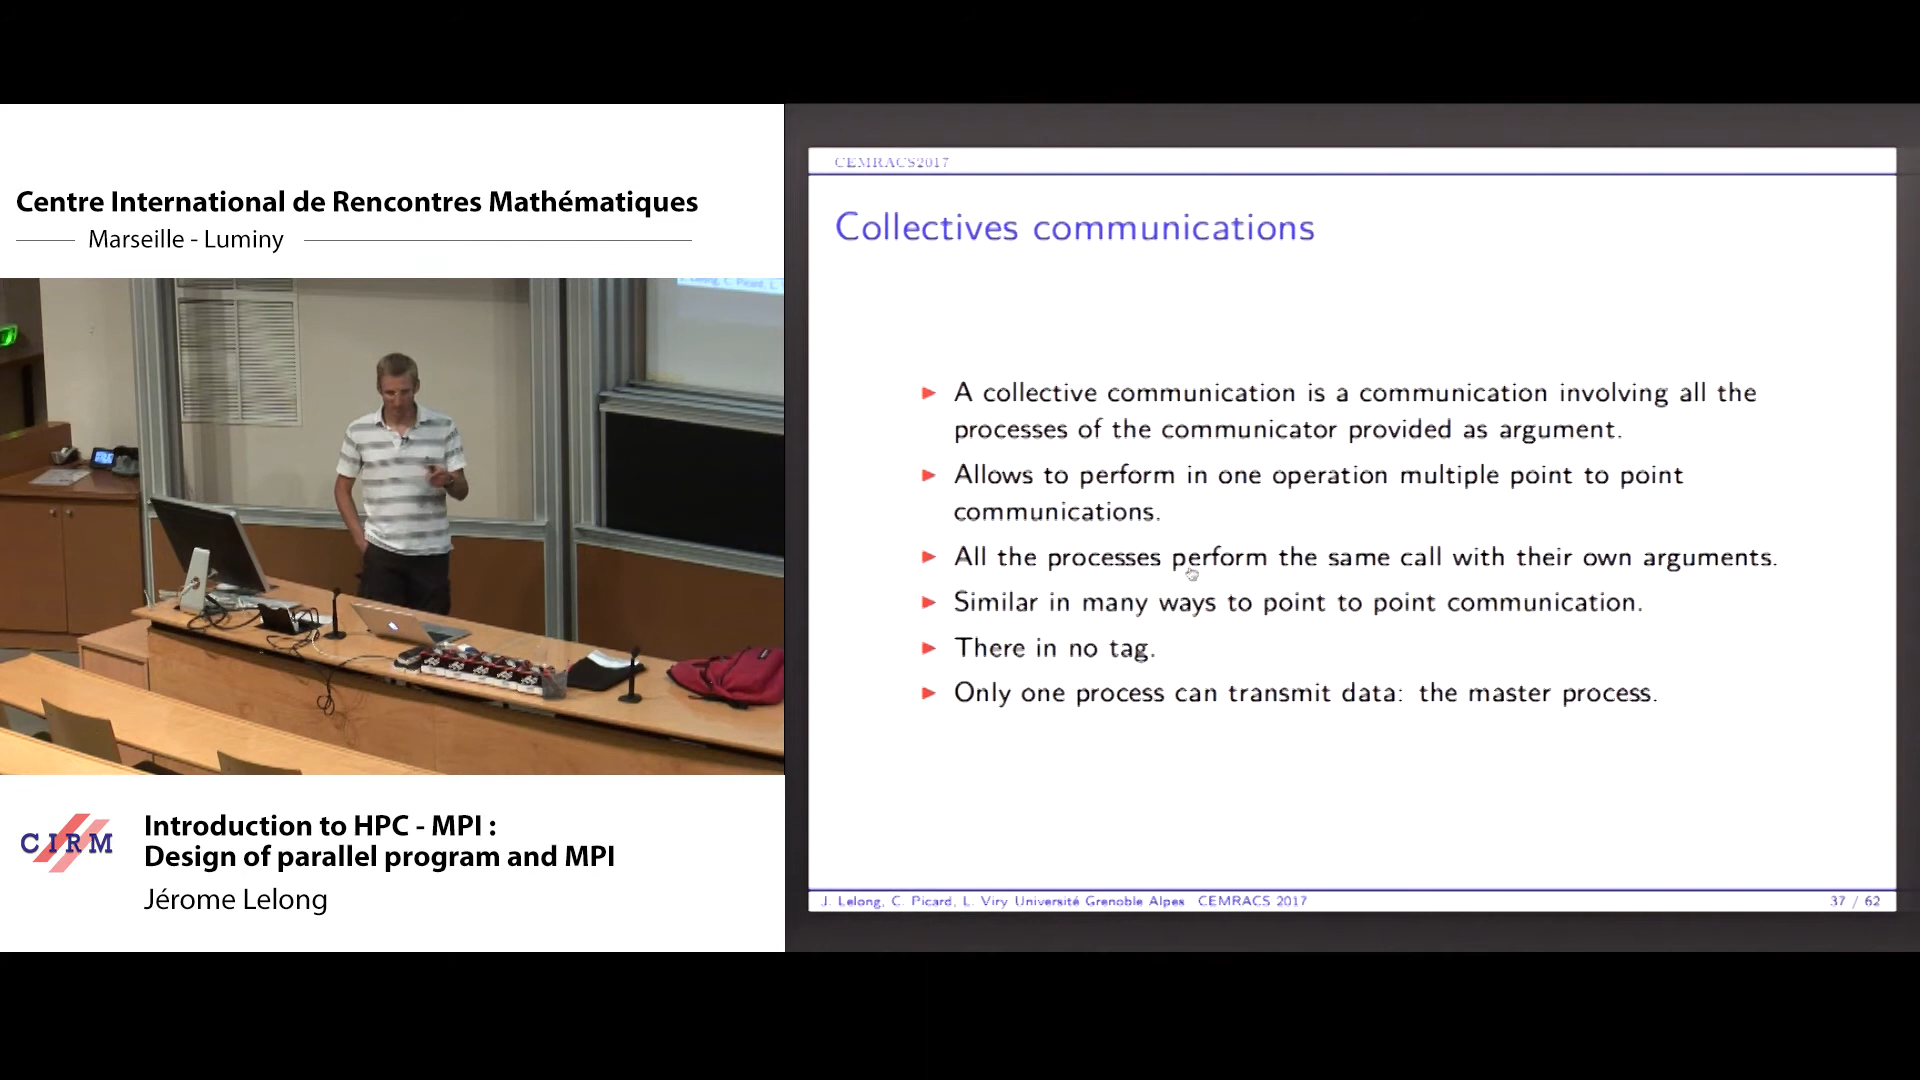 Centre International de Rencontres Mathématiques
Marseille - Luminy
CIRM
Introduction to HPC - MPI :
Design of parallel program and MPI
Jérome Lelong
CEMRACS2017
Collectives communications
A collective communication is a communication involving all the
processes of the communicator provided as argument.
Allows to perform in one operation multiple point to point
communications.
All the processes perform the same call with their own arguments.
Similar in many ways to point to point communication.
There in no tag.
Only one process can transmit data: the master process.
J. Lelong, C. Picard, L. Viry Université Grenoble Alpes CEMRACS 2017
37 / 62